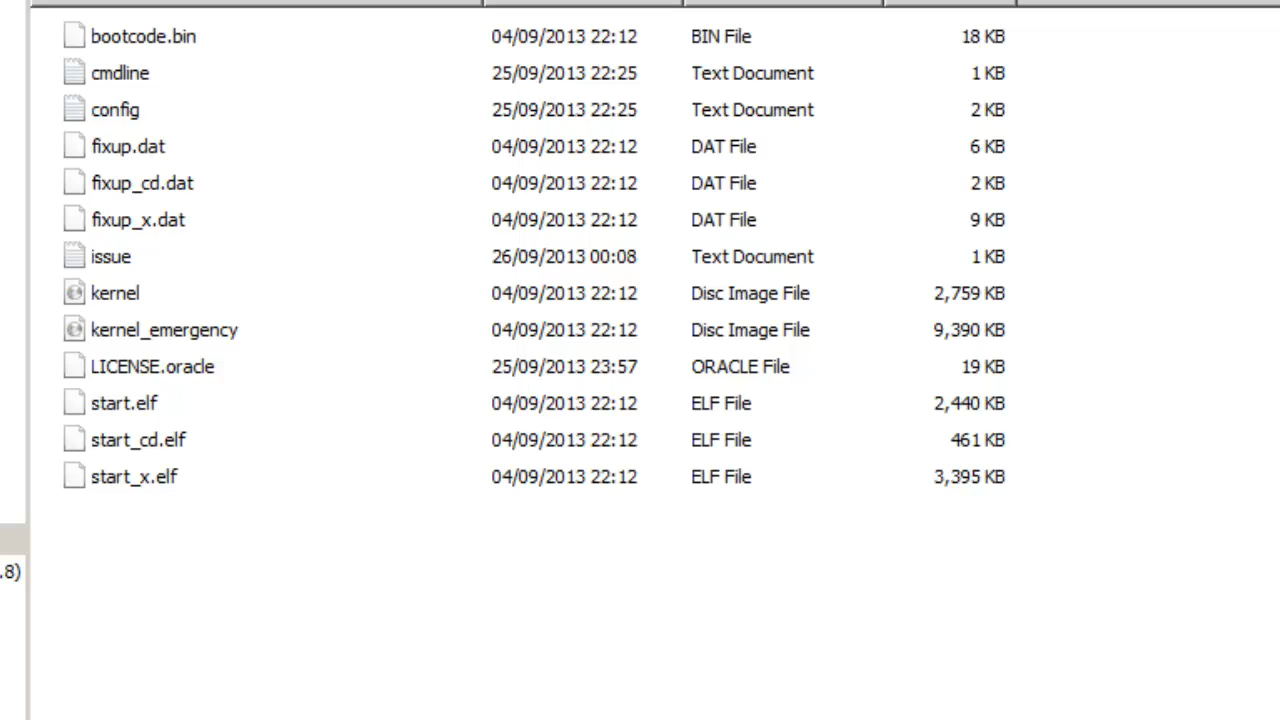 bootcode.bin 04/09/2013 22:12 BIN File 18 KB
cmdline 25/09/2013 22:25 Text Document 1 KB
config 25/09/2013 22:25 Text Document 2 KB
fixup.dat 04/09/2013 22:12 DAT File 6 KB
fixup_cd.dat 04/09/2013 22:12 DAT File 2 KB
fixup_x.dat 04/09/2013 22:12 DAT File 9 KB
issue 26/09/2013 00:08 Text Document 1 KB
kernel 04/09/2013 22:12 Disc Image File 2,759 KB
kernel_emergency 04/09/2013 22:12 Disc Image File 9,390 KB
LICENSE.oracle 25/09/2013 23:57 ORACLE File 19 KB
start.elf 04/09/2013 22:12 ELF File 2,440 KB
start_cd.elf 04/09/2013 22:12 ELF File 461 KB
start_x.elf 04/09/2013 22:12 ELF File 3,395 KB
.8)